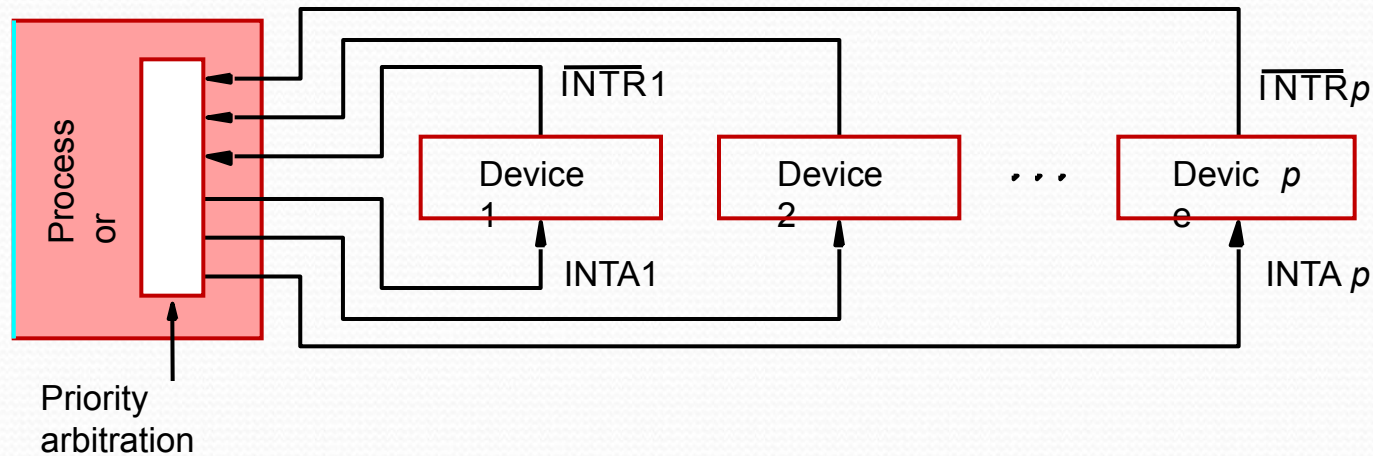 Process
or
INTR1
INTRp
Device
1
Device
2
. . .
Devic p
e
INTA1
INTA p
Priority
arbitration